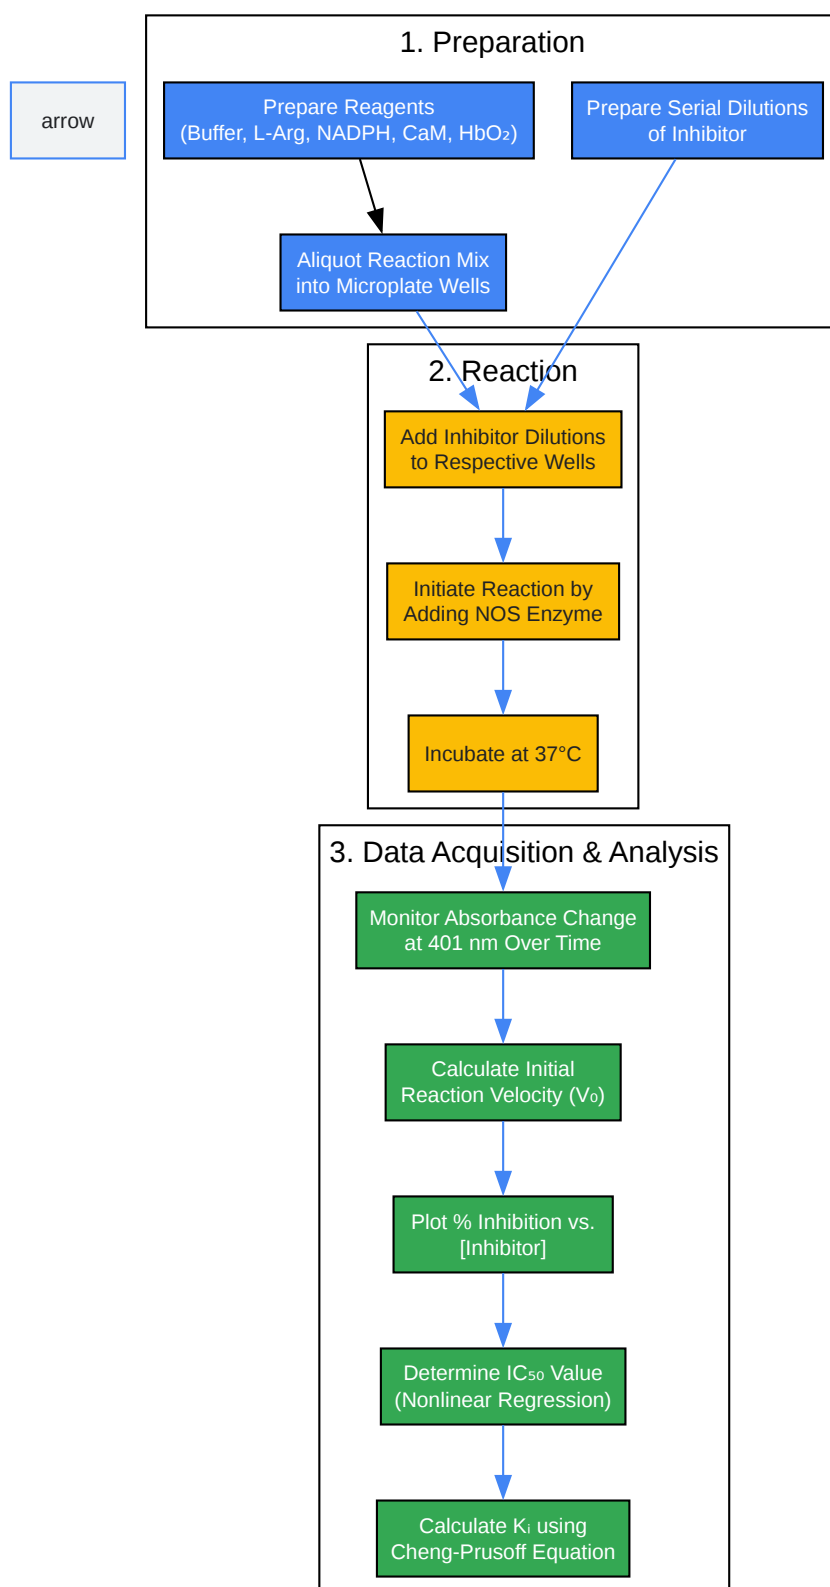 1. Preparation
arrow
Prepare Reagents
(Buffer, L-Arg, NADPH, CaM, HbO₂)
Prepare Serial Dilutions
of Inhibitor
Aliquot Reaction Mix
into Microplate Wells
2. Reaction
Add Inhibitor Dilutions
to Respective Wells
Initiate Reaction by
Adding NOS Enzyme
Incubate at 37°C
3. Data Acquisition & Analysis
Monitor Absorbance Change
at 401 nm Over Time
Calculate Initial
Reaction Velocity (V₀)
Plot % Inhibition vs.
[Inhibitor]
Determine IC₅₀ Value
(Nonlinear Regression)
Calculate Kᵢ using
Cheng-Prusoff Equation